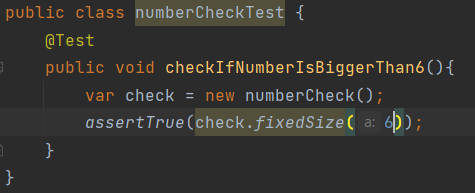 public class numberCheckTest {
@Test
public void checkIfNumberIsBiggerThan6(){
var check = new numberCheck();
assertTrue(check.fixedSize( a: 6));
}
}